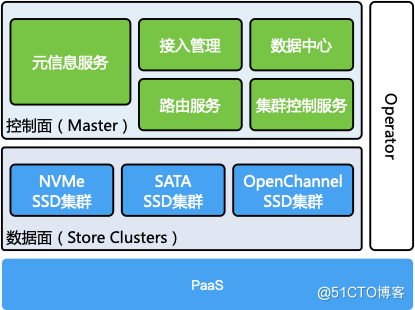 元信息服务
接入管理
数据中心
路由服务
集群控制服务
控制面（Master）
NVMe
SSD集群
SATA
SSD集群
OpenChannel
SSD集群
数据面（Store Clusters）
Operator
PaaS
@51CTO博客